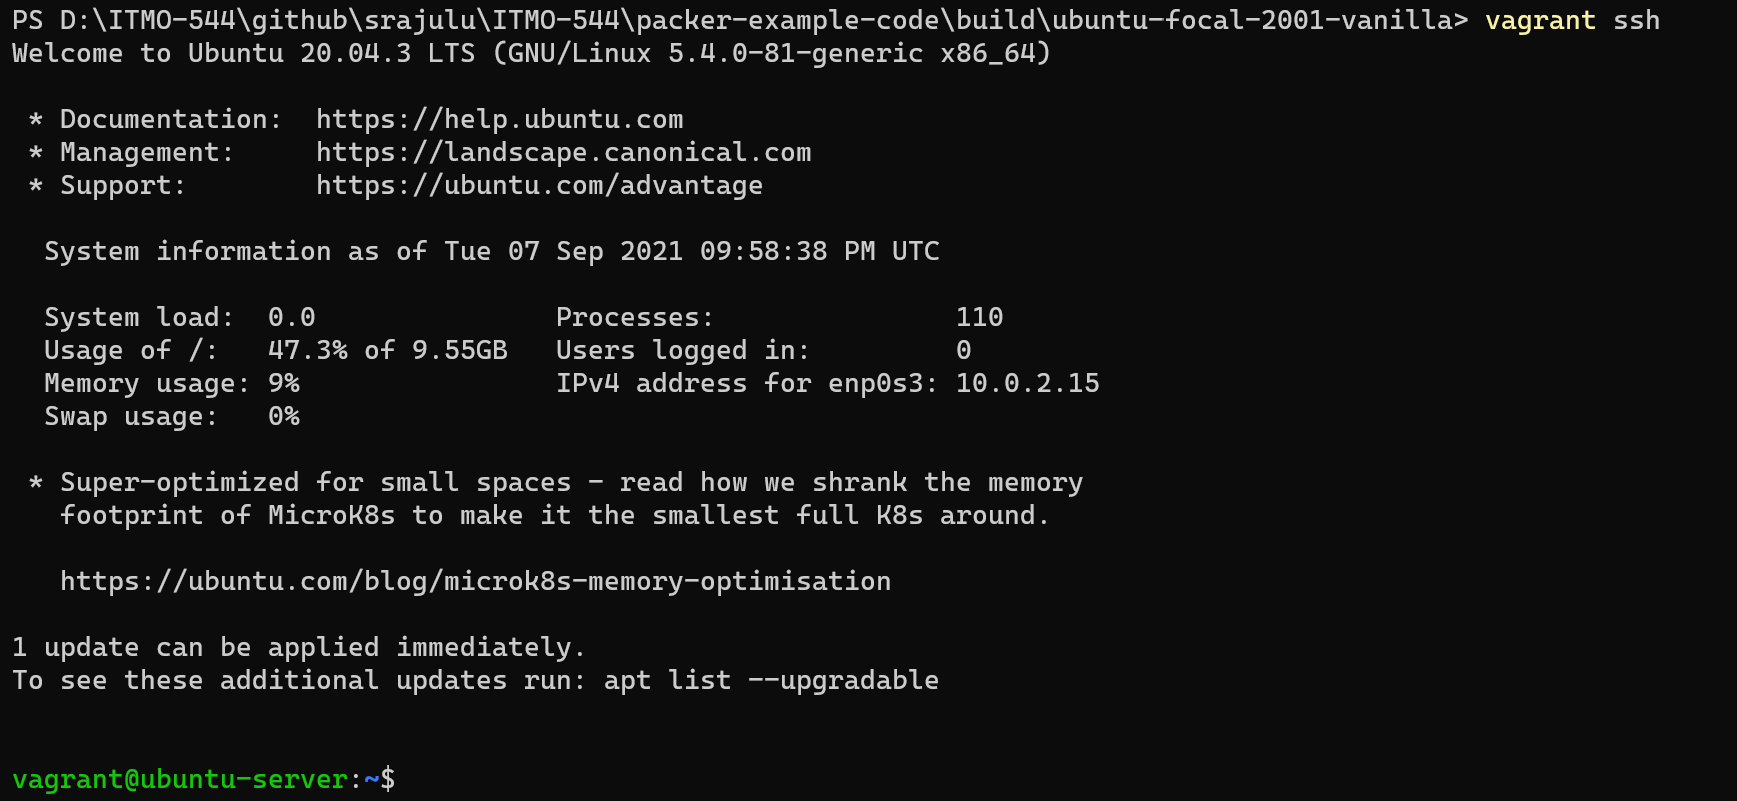 PS D:\ITMO-544\github\srajulu\ITMO-544\packer-example-code\build\ubuntu-focal-2001-vanilla> vagrant ssh
Welcome to Ubuntu 20.04.3 LTS (GNU/Linux 5.4.0-81-generic x86_64)

 * Documentation:  https://help.ubuntu.com
 * Management:     https://landscape.canonical.com
 * Support:        https://ubuntu.com/advantage

  System information as of Tue 07 Sep 2021 09:58:38 PM UTC

  System load:  0.0               Processes:               110
  Usage of /:   47.3% of 9.55GB   Users logged in:         0
  Memory usage: 9%                IPv4 address for enp0s3: 10.0.2.15
  Swap usage:   0%

 * Super-optimized for small spaces - read how we shrank the memory
   footprint of MicroK8s to make it the smallest full K8s around.

   https://ubuntu.com/blog/microk8s-memory-optimisation

1 update can be applied immediately.
To see these additional updates run: apt list --upgradable


vagrant@ubuntu-server:~$